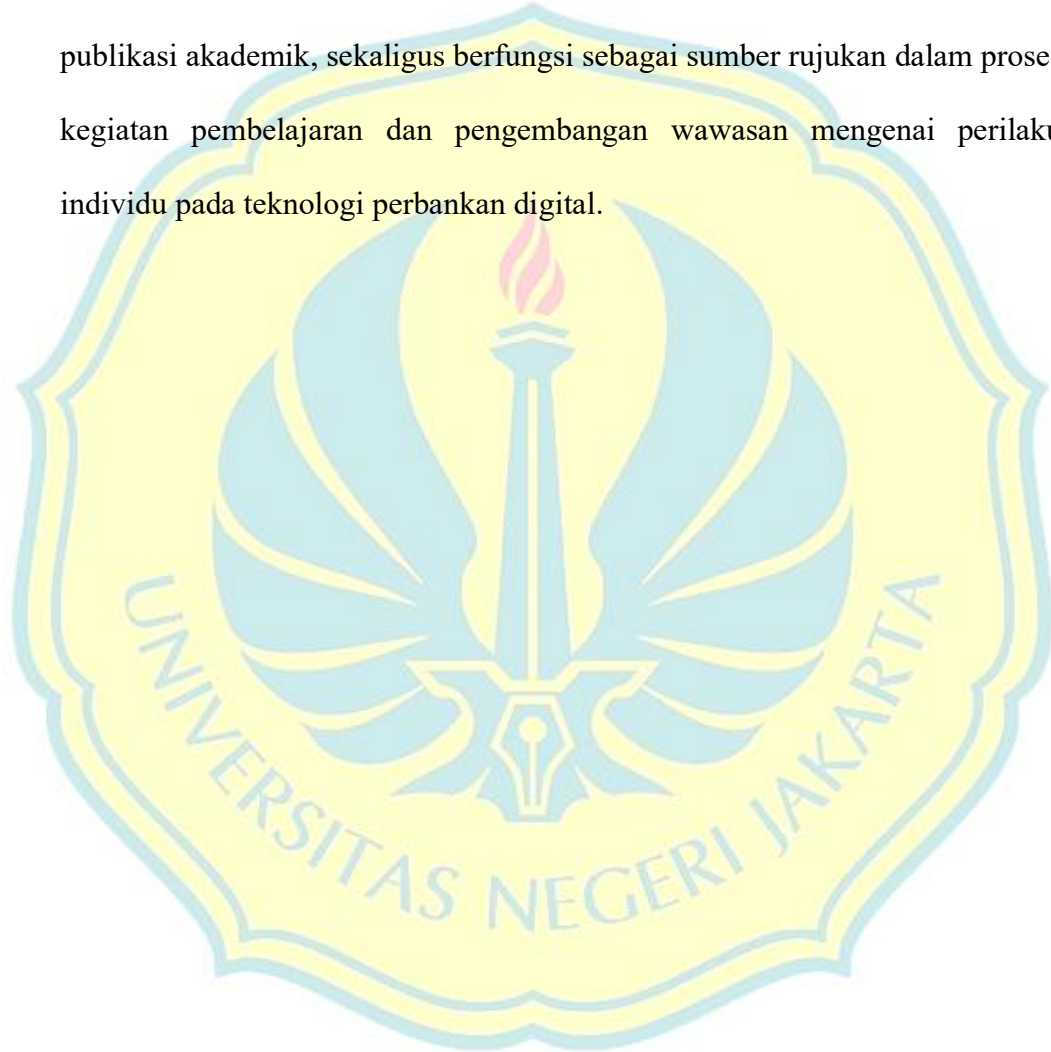 publikasi akademik, sekaligus berfungsi sebagai sumber rujukan dalam prose
kegiatan pembelajaran dan pengembangan wawasan mengenai perilaku
individu pada teknologi perbankan digital.
UNIVERSITAS NEGERI JAKARTA